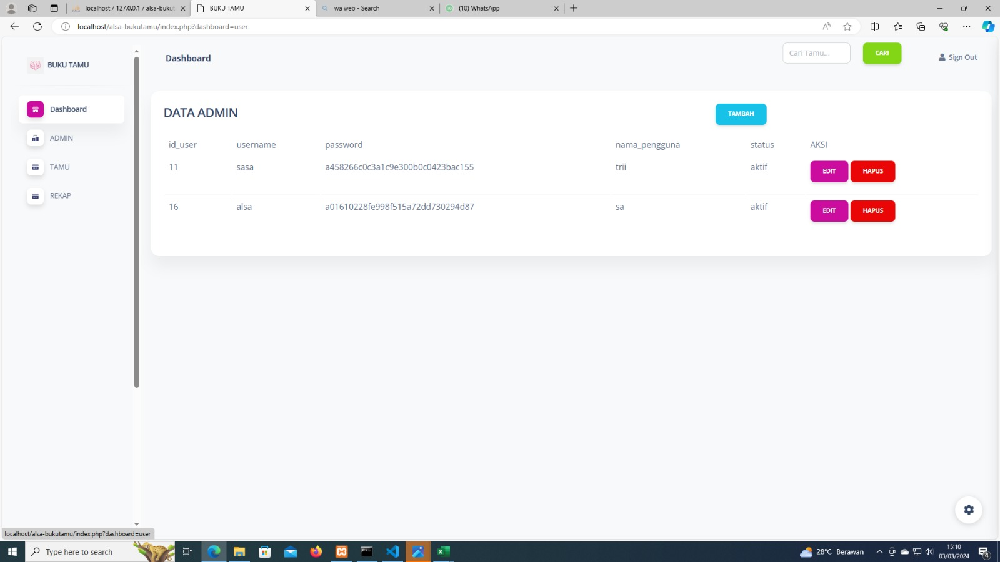 localhost / 127.0.0.1 / alsa-bukut
BUKU TAMU
wa web - Search
(10) WhatsApp
localhost/alsa-bukutamu/index.php?dashboard=user
BUKU TAMU
Dashboard
Cari Tamu...
CARI
Sign Out
Dashboard
ADMIN
TAMU
REKAP
DATA ADMIN
TAMBAH
id_user username password nama_pengguna status AKSI
11 sasa a458266c0c3a1c9e300b0c0423bac155 trii aktif EDIT HAPUS
16 alsa a01610228fe998f515a72dd730294d87 sa aktif EDIT HAPUS
localhost/alsa-bukutamu/index.php?dashboard=user
Type here to search
28°C Berawan
15:10
03/03/2024
4